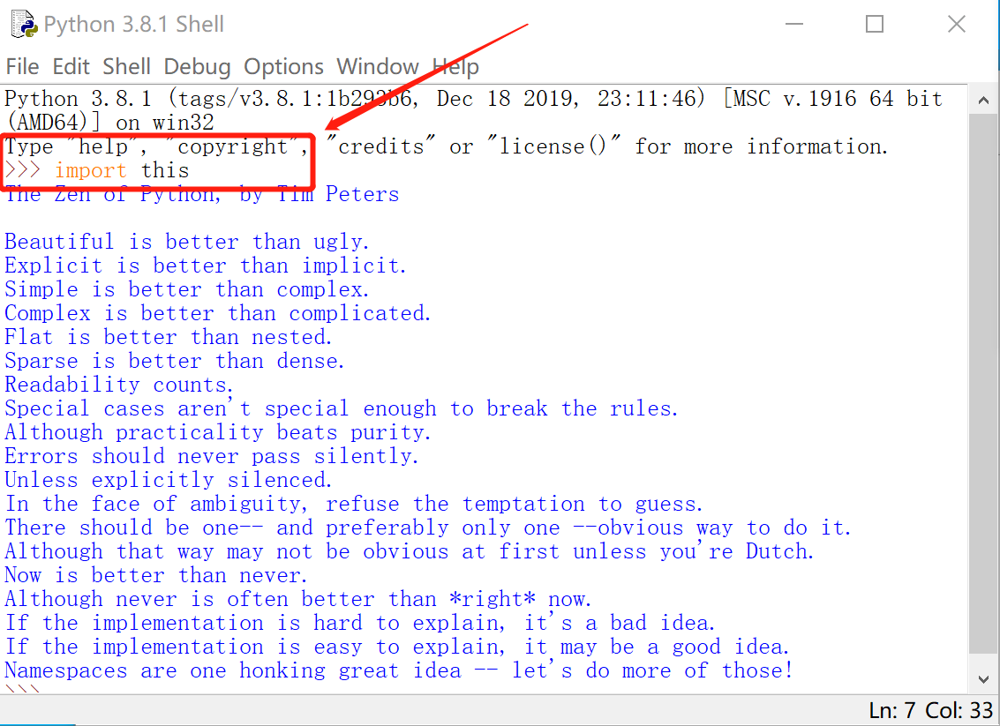 Python 3.8.1 Shell
File Edit Shell Debug Options Window Help
Python 3.8.1 (tags/v3.8.1:1b293b6, Dec 18 2019, 23:11:46) [MSC v.1916 64 bit
(AMD64)] on win32
Type "help", "copyright", "credits" or "license()" for more information.
>>> import this
The Zen of Python, by Tim Peters

Beautiful is better than ugly.
Explicit is better than implicit.
Simple is better than complex.
Complex is better than complicated.
Flat is better than nested.
Sparse is better than dense.
Readability counts.
Special cases aren't special enough to break the rules.
Although practicality beats purity.
Errors should never pass silently.
Unless explicitly silenced.
In the face of ambiguity, refuse the temptation to guess.
There should be one-- and preferably only one --obvious way to do it.
Although that way may not be obvious at first unless you're Dutch.
Now is better than never.
Although never is often better than *right* now.
If the implementation is hard to explain, it's a bad idea.
If the implementation is easy to explain, it may be a good idea.
Namespaces are one honking great idea -- let's do more of those!
>>>
Ln: 7 Col: 33